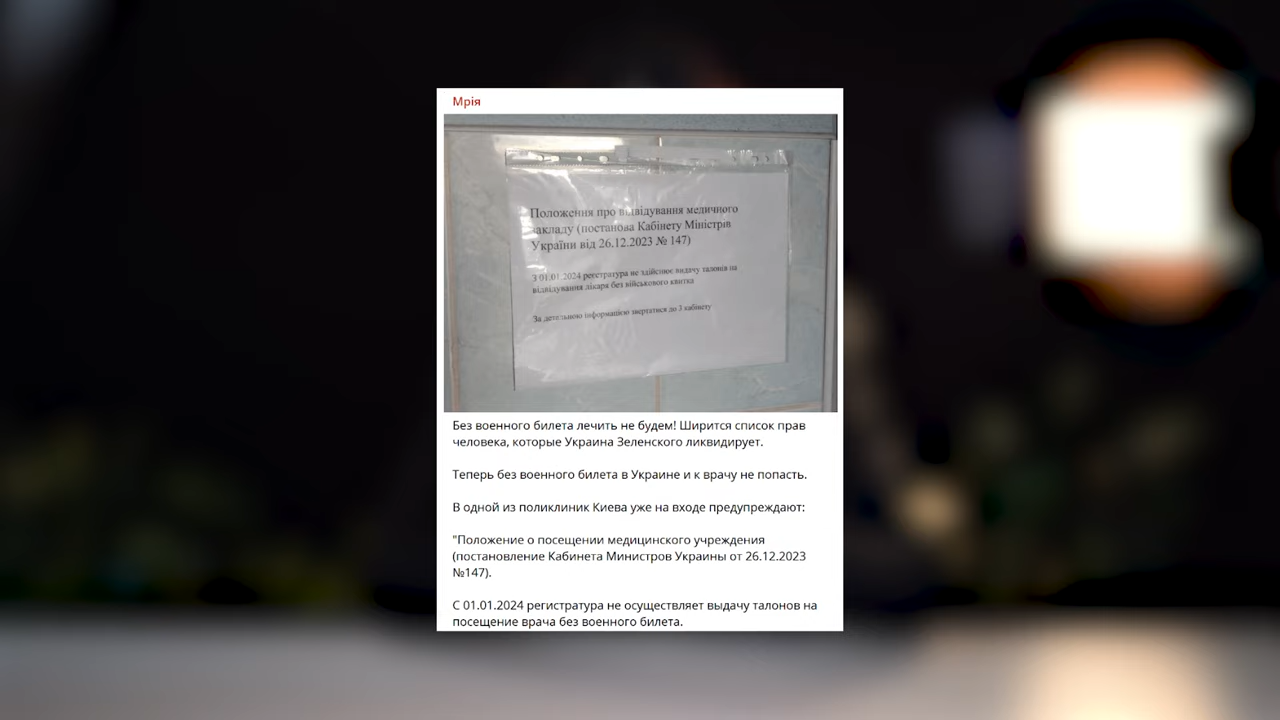 Мрія
Положення про відвідування медичного
закладу (постанова Кабінету Міністрів
України від 26.12.2023 № 147)
З 01.01.2024 реєстратура не здійснює видачу талонів на
відвідування лікаря без військового квитка
За детальною інформацією звертатися до 3 кабінету
Без военного билета лечить не будем! Ширится список прав
человека, которые Украина Зеленского ликвидирует.
Теперь без военного билета в Украине и к врачу не попасть.
В одной из поликлиник Киева уже на входе предупреждают:
"Положение о посещении медицинского учреждения
(постановление Кабинета Министров Украины от 26.12.2023
№147).
С 01.01.2024 регистратура не осуществляет выдачу талонов на
посещение врача без военного билета.